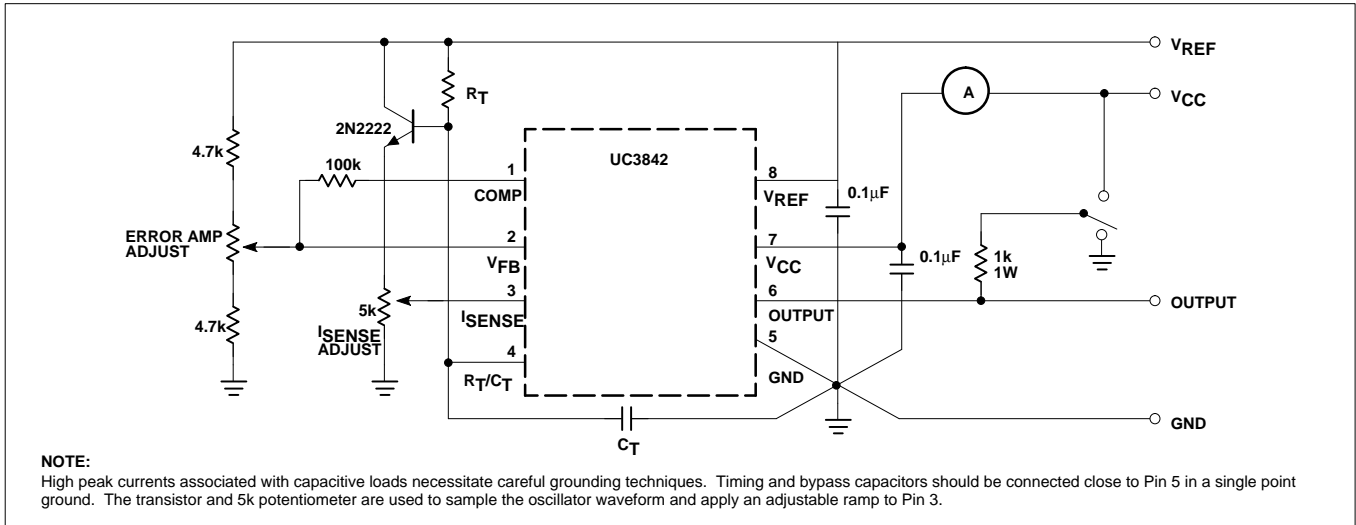 VREF
A
VCC
RT
2N2222
4.7k
100k
1
COMP
UC3842
8
VREF
0.1µF
ERROR AMP
ADJUST
2
VFB
7
VCC
0.1µF
1k
1W
3
ISENSE
6
OUTPUT
OUTPUT
5k
ISENSE
ADJUST
4.7k
4
RT/CT
5
GND
CT
GND
NOTE:
High peak currents associated with capacitive loads necessitate careful grounding techniques. Timing and bypass capacitors should be connected close to Pin 5 in a single point
ground. The transistor and 5k potentiometer are used to sample the oscillator waveform and apply an adjustable ramp to Pin 3.